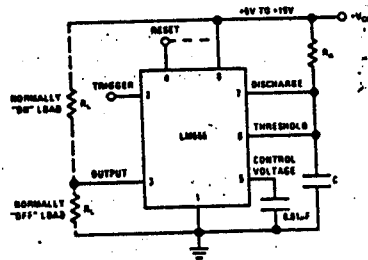 +5V TO +15V
+VCC
RESET
RA
4
8
TRIGGER
2
7
DISCHARGE
NORMALLY
"ON" LOAD
RL
LM555
6
THRESHOLD
OUTPUT
3
CONTROL
VOLTAGE
5
C
NORMALLY
"OFF" LOAD
RL
1
0.01µF